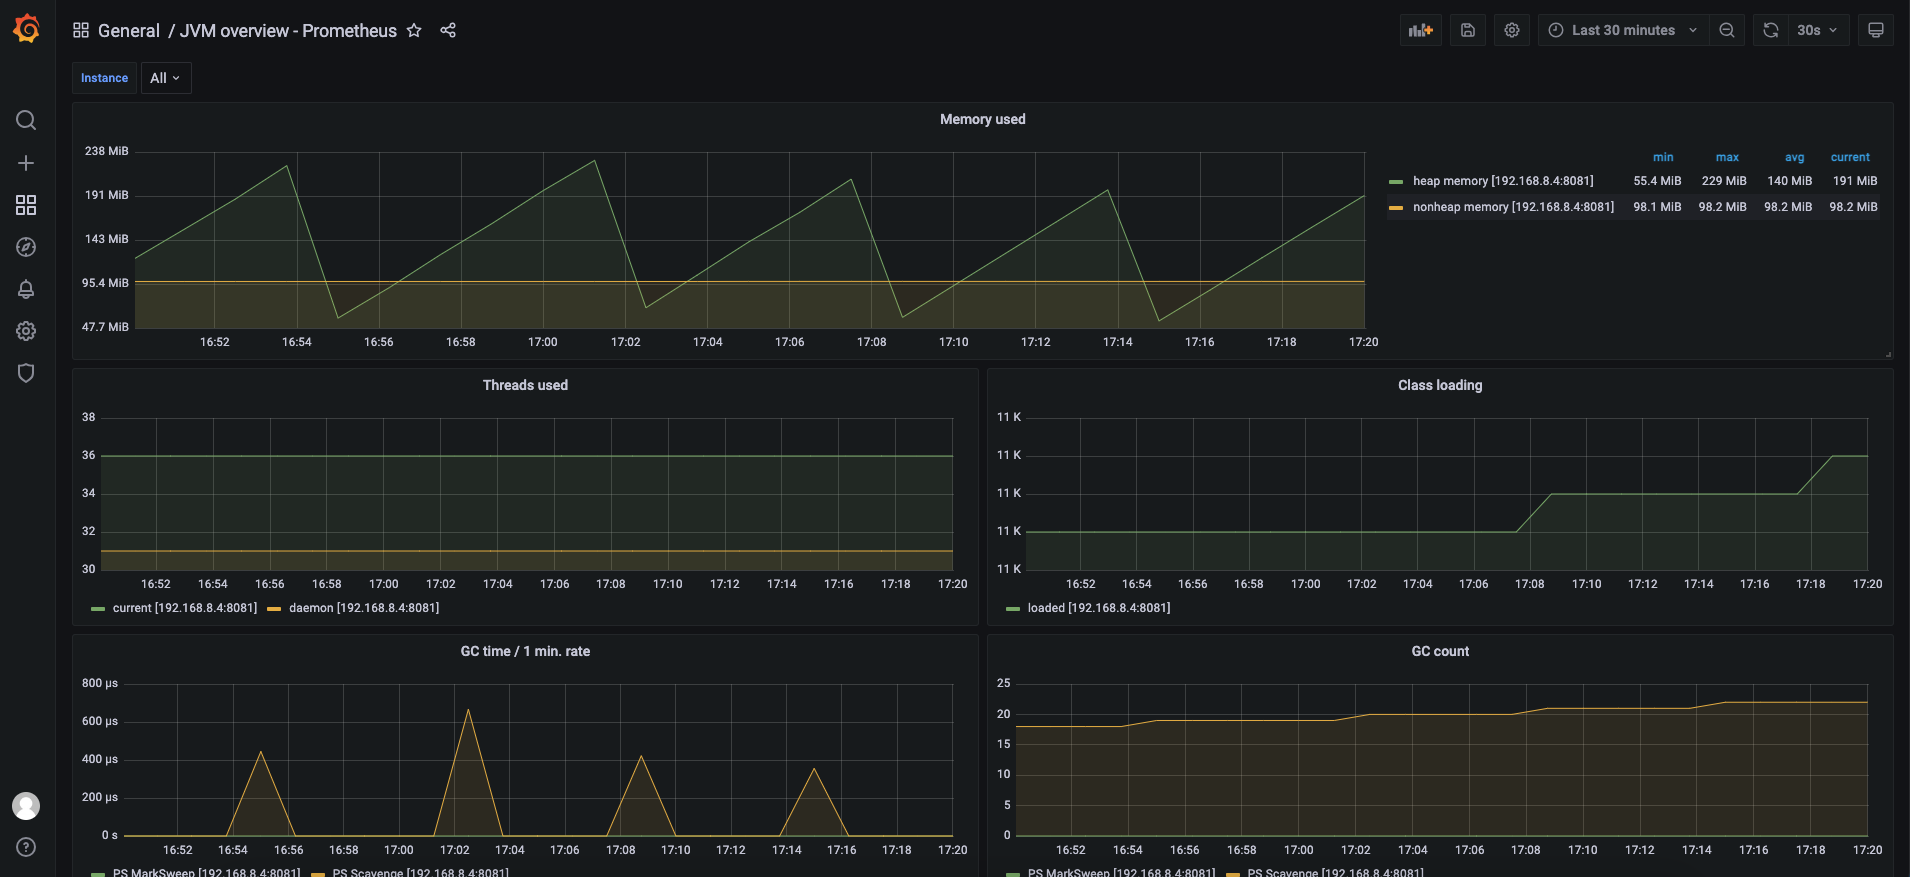 General / JVM overview - Prometheus
Last 30 minutes
30s
Instance
All
Memory used
238 MiB
191 MiB
143 MiB
95.4 MiB
47.7 MiB
16:52 16:54 16:56 16:58 17:00 17:02 17:04 17:06 17:08 17:10 17:12 17:14 17:16 17:18 17:20
min max avg current
heap memory [192.168.8.4:8081] 55.4 MiB 229 MiB 140 MiB 191 MiB
nonheap memory [192.168.8.4:8081] 98.1 MiB 98.2 MiB 98.2 MiB 98.2 MiB
Threads used
38
36
34
32
30
16:52 16:54 16:56 16:58 17:00 17:02 17:04 17:06 17:08 17:10 17:12 17:14 17:16 17:18 17:20
current [192.168.8.4:8081] daemon [192.168.8.4:8081]
Class loading
11 K
11 K
11 K
11 K
11 K
16:52 16:54 16:56 16:58 17:00 17:02 17:04 17:06 17:08 17:10 17:12 17:14 17:16 17:18 17:20
loaded [192.168.8.4:8081]
GC time / 1 min. rate
800 µs
600 µs
400 µs
200 µs
0 s
16:52 16:54 16:56 16:58 17:00 17:02 17:04 17:06 17:08 17:10 17:12 17:14 17:16 17:18 17:20
PS MarkSweep [192.168.8.4:8081] PS Scavenge [192.168.8.4:8081]
GC count
25
20
15
10
5
0
16:52 16:54 16:56 16:58 17:00 17:02 17:04 17:06 17:08 17:10 17:12 17:14 17:16 17:18 17:20
PS MarkSweep [192.168.8.4:8081] PS Scavenge [192.168.8.4:8081]